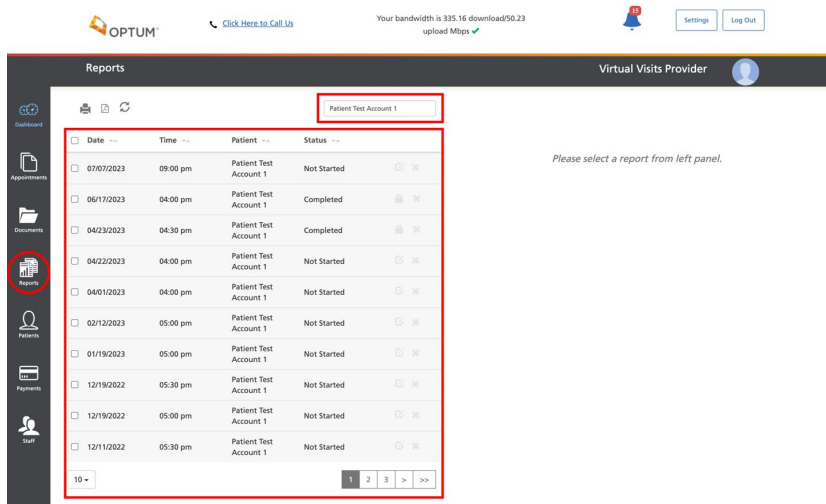 OPTUM
Click Here to Call Us
Your bandwidth is 335.16 download/50.23
upload Mbps
15
Settings
Log Out
Reports
Virtual Visits Provider
Dashboard
Appointments
Documents
Reports
Patients
Payments
Staff
Patient Test Account 1
Date Time Patient Status
07/07/2023 09:00 pm Patient Test Account 1 Not Started
06/17/2023 04:00 pm Patient Test Account 1 Completed
04/23/2023 04:30 pm Patient Test Account 1 Completed
04/22/2023 04:00 pm Patient Test Account 1 Not Started
04/01/2023 04:00 pm Patient Test Account 1 Not Started
02/12/2023 05:00 pm Patient Test Account 1 Not Started
01/19/2023 05:00 pm Patient Test Account 1 Not Started
12/19/2022 05:30 pm Patient Test Account 1 Not Started
12/19/2022 05:00 pm Patient Test Account 1 Not Started
12/11/2022 05:30 pm Patient Test Account 1 Not Started
10
1 2 3 > >>
Please select a report from left panel.